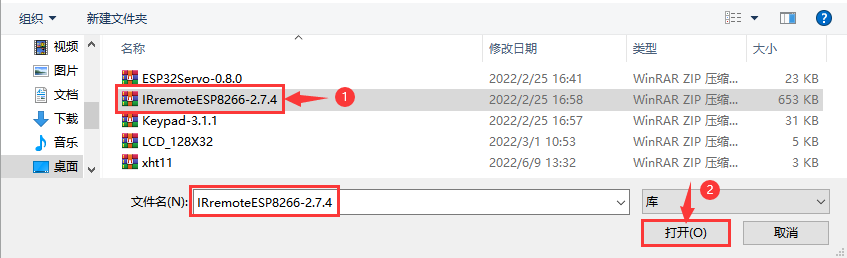 组织 新建文件夹
名称 修改日期 类型 大小
视频
图片
文档
下载
音乐
桌面
ESP32Servo-0.8.0 2022/2/25 16:41 WinRAR ZIP 压缩... 23 KB
IRremoteESP8266-2.7.4 2022/2/25 16:58 WinRAR ZIP 压缩... 653 KB
1
Keypad-3.1.1 2022/2/25 16:57 WinRAR ZIP 压缩... 31 KB
LCD_128X32 2022/3/1 10:53 WinRAR ZIP 压缩... 5 KB
xht11 2022/6/9 13:32 WinRAR ZIP 压缩... 3 KB
2
文件名(N): IRremoteESP8266-2.7.4 库
打开(O) 取消